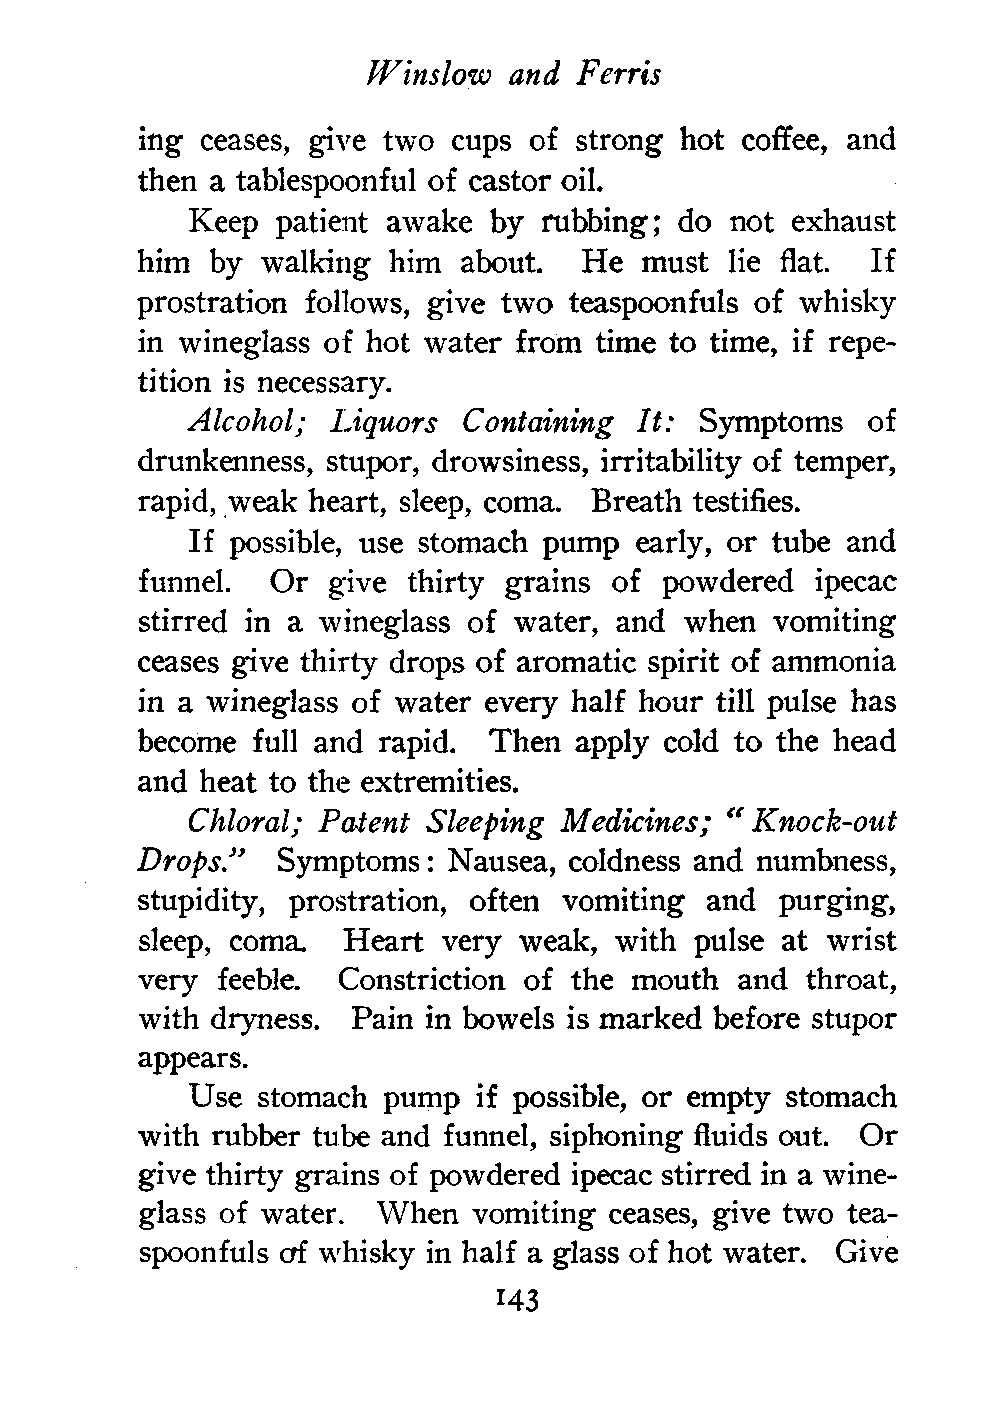 Winslow and Ferris
ing ceases, give two cups of strong hot coffee, and
then a tablespoonful of castor oil.
Keep patient awake by rubbing; do not exhaust
him by walking him about. He must lie flat. If
prostration follows, give two teaspoonfuls of whisky
in wineglass of hot water from time to time, if repe-
tition is necessary.
Alcohol; Liquors Containing It: Symptoms of
drunkenness, stupor, drowsiness, irritability of temper,
rapid, weak heart, sleep, coma. Breath testifies.
If possible, use stomach pump early, or tube and
funnel. Or give thirty grains of powdered ipecac
stirred in a wineglass of water, and when vomiting
ceases give thirty drops of aromatic spirit of ammonia
in a wineglass of water every half hour till pulse has
become full and rapid. Then apply cold to the head
and heat to the extremities.
Chloral; Patent Sleeping Medicines; “ Knock-out
Drops.” Symptoms: Nausea, coldness and numbness,
stupidity, prostration, often vomiting and purging,
sleep, coma. Heart very weak, with pulse at wrist
very feeble. Constriction of the mouth and throat,
with dryness. Pain in bowels is marked before stupor
appears.
Use stomach pump if possible, or empty stomach
with rubber tube and funnel, siphoning fluids out. Or
give thirty grains of powdered ipecac stirred in a wine-
glass of water. When vomiting ceases, give two tea-
spoonfuls of whisky in half a glass of hot water. Give
143